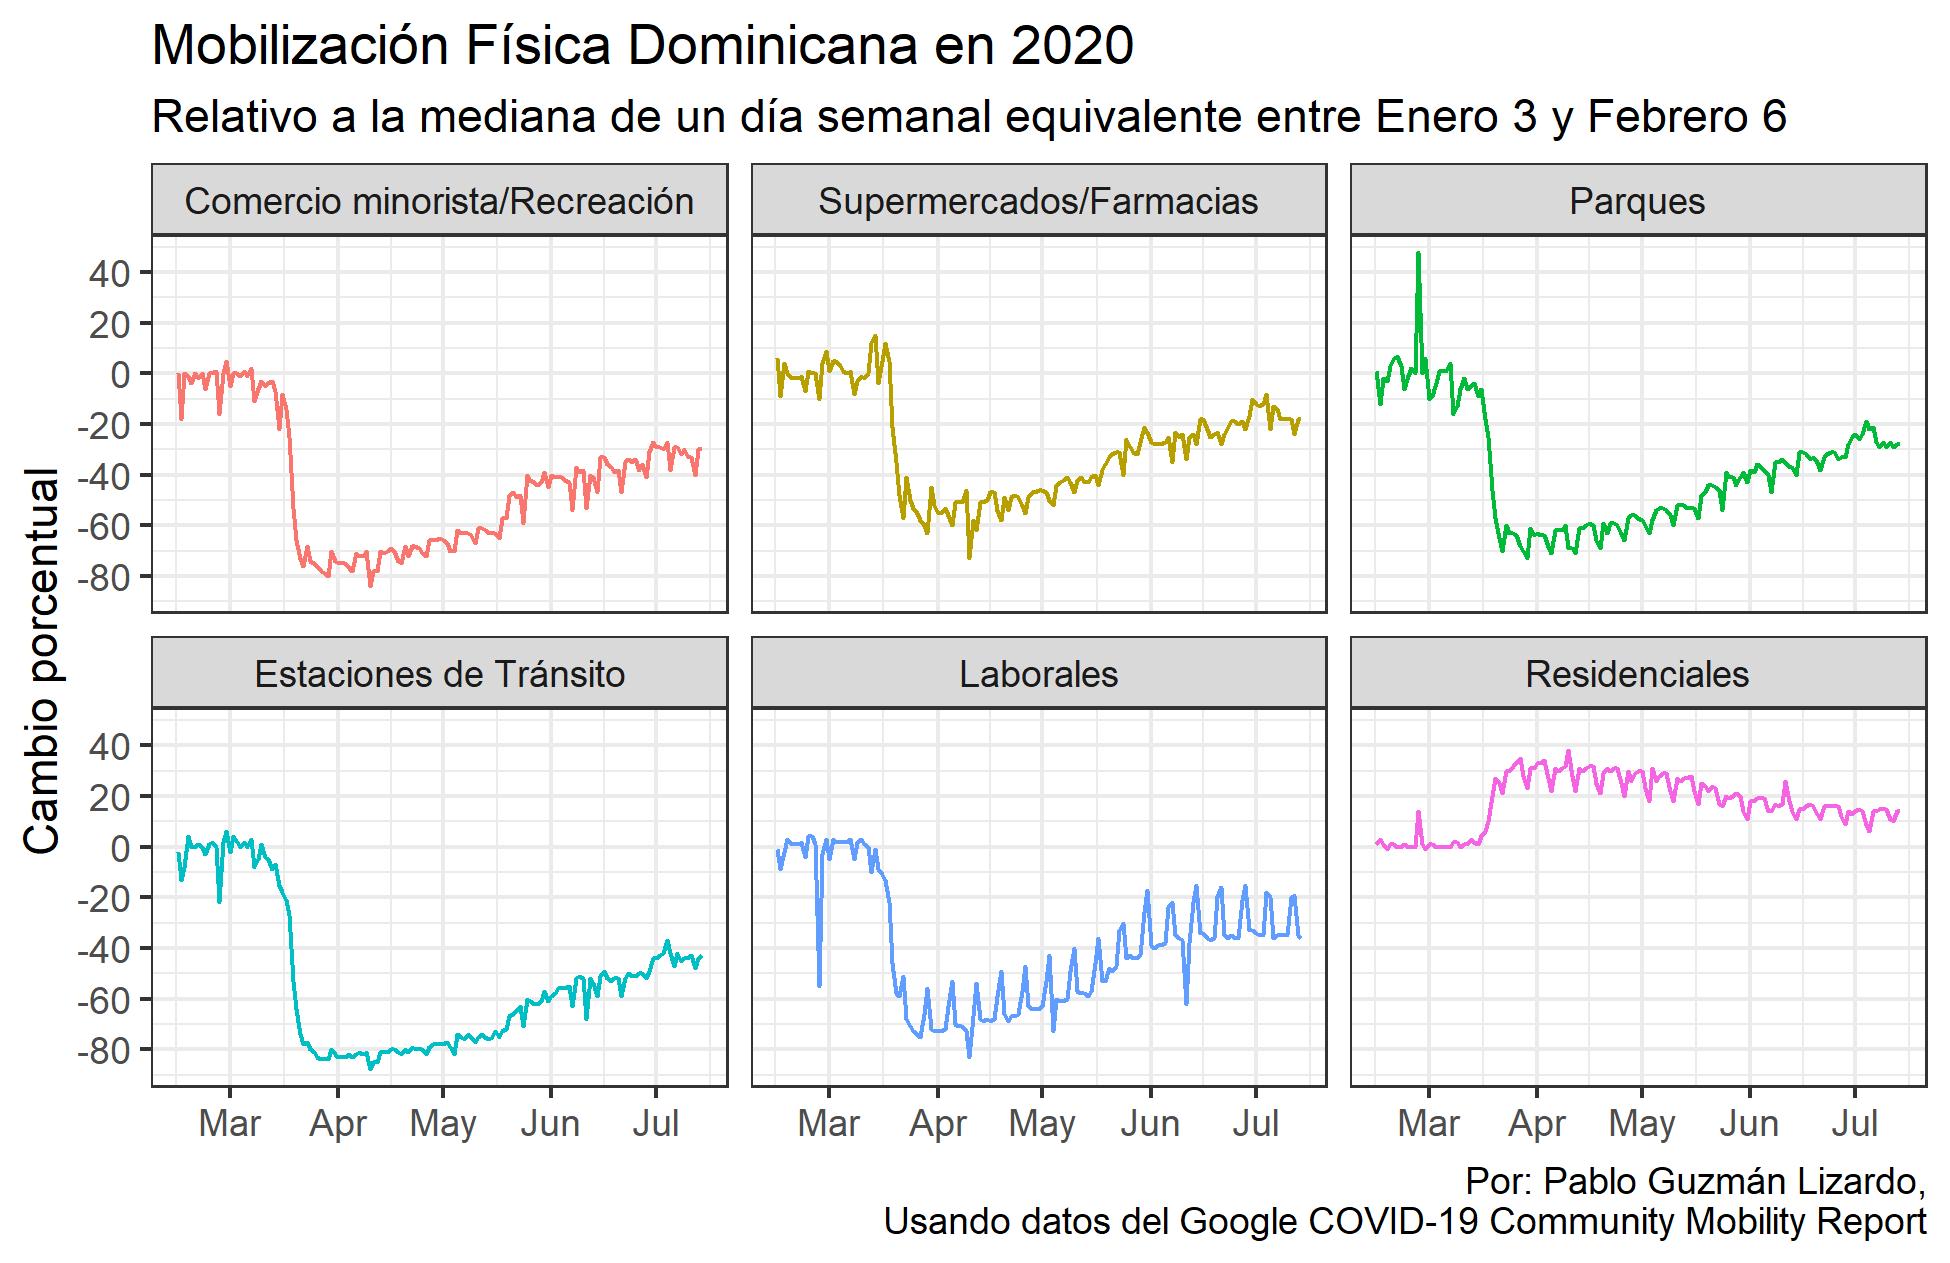 Mobilización Física Dominicana en 2020
Relativo a la mediana de un día semanal equivalente entre Enero 3 y Febrero 6
Comercio minorista/Recreación
Supermercados/Farmacias
Parques
40
20
0
-20
-40
-60
-80
Cambio porcentual
Estaciones de Tránsito
Laborales
Residenciales
40
20
0
-20
-40
-60
-80
Mar Apr May Jun Jul
Mar Apr May Jun Jul
Mar Apr May Jun Jul
Por: Pablo Guzmán Lizardo,
Usando datos del Google COVID-19 Community Mobility Report